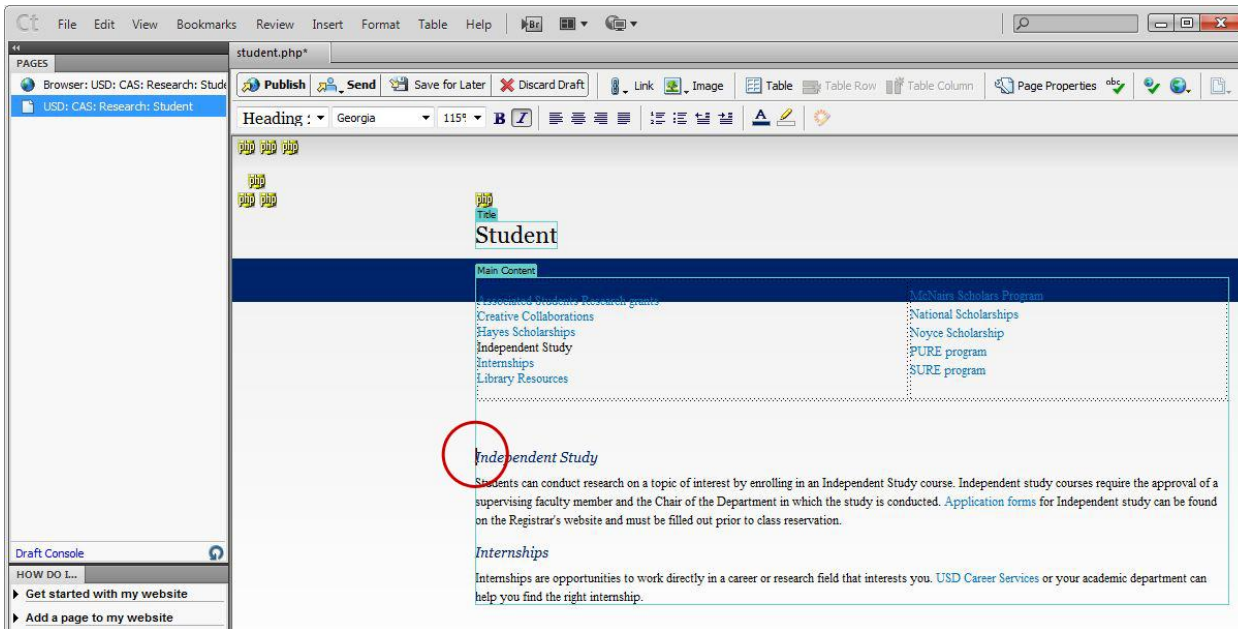 Ct File Edit View Bookmarks Review Insert Format Table Help Br
PAGES
student.php*
Browser: USD: CAS: Research: Stude
USD: CAS: Research: Student
Publish Send Save for Later Discard Draft Link Image Table Table Row Table Column Page Properties abc
Heading : Georgia 115% B I A
php php php
php
php php php
Title
Student
Main Content
Associated Students Research grants
Creative Collaborations
Hayes Scholarships
Independent Study
Internships
Library Resources
McNairs Scholars Program
National Scholarships
Noyce Scholarship
PURE program
SURE program
Independent Study
Students can conduct research on a topic of interest by enrolling in an Independent Study course. Independent study courses require the approval of a
supervising faculty member and the Chair of the Department in which the study is conducted. Application forms for Independent study can be found
on the Registrar's website and must be filled out prior to class reservation.
Internships
Internships are opportunities to work directly in a career or research field that interests you. USD Career Services or your academic department can
help you find the right internship.
Draft Console
HOW DO I...
Get started with my website
Add a page to my website